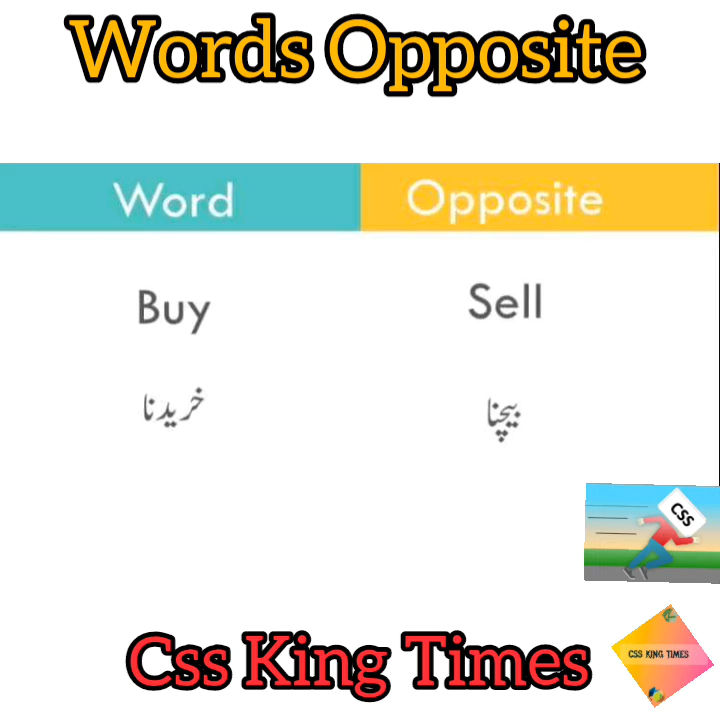 Words Opposite
Word Opposite
Buy Sell
خریدنا بیچنا
CSS
CSS KING TIMES
Css King Times